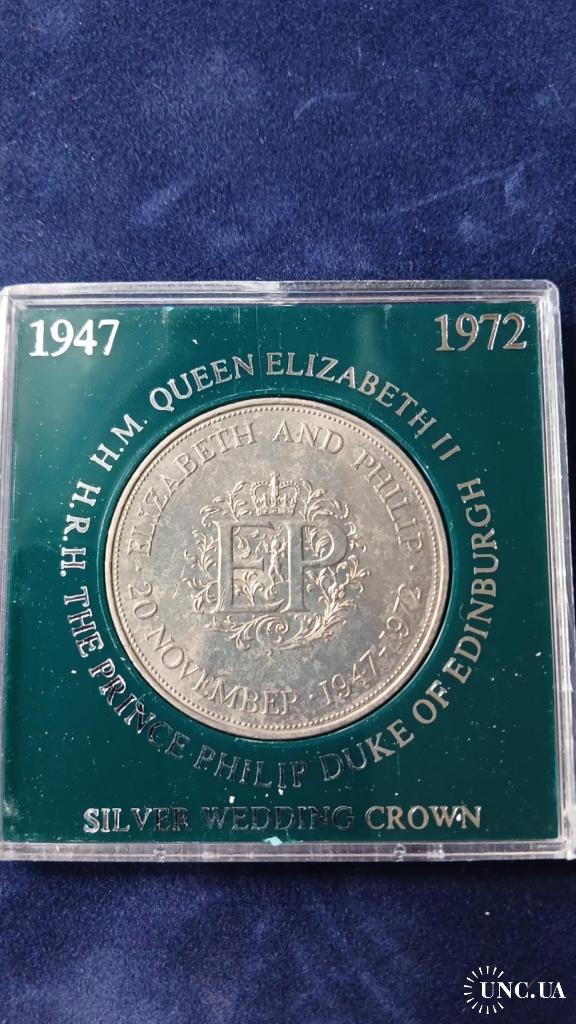 1947
1972
H.M. QUEEN ELIZABETH II
H.R.H. THE PRINCE PHILIP DUKE OF EDINBURGH
· ELIZABETH AND PHILIP ·
EP
20 NOVEMBER · 1947-1972
SILVER WEDDING CROWN
UNC.UA